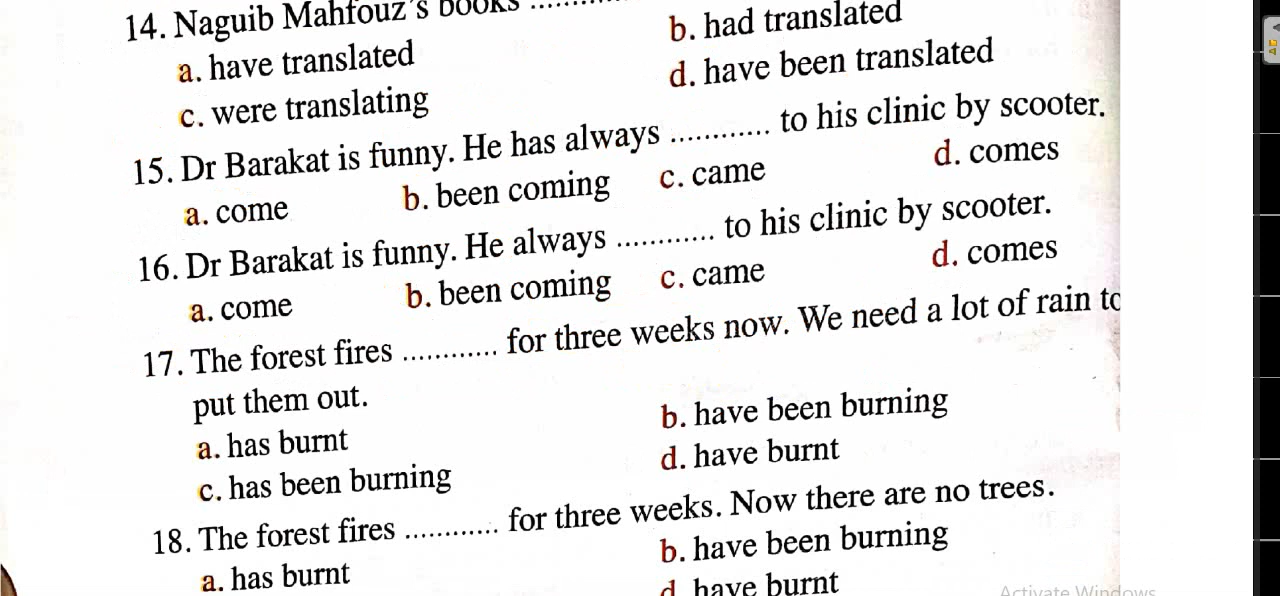 14. Naguib Mahfouz's books ............
a. have translated b. had translated
c. were translating d. have been translated
15. Dr Barakat is funny. He has always ............ to his clinic by scooter.
a. come b. been coming c. came d. comes
16. Dr Barakat is funny. He always ............ to his clinic by scooter.
a. come b. been coming c. came d. comes
17. The forest fires ............ for three weeks now. We need a lot of rain to
put them out.
a. has burnt b. have been burning
c. has been burning d. have burnt
18. The forest fires ............ for three weeks. Now there are no trees.
a. has burnt b. have been burning
d. have burnt
Activate Windows